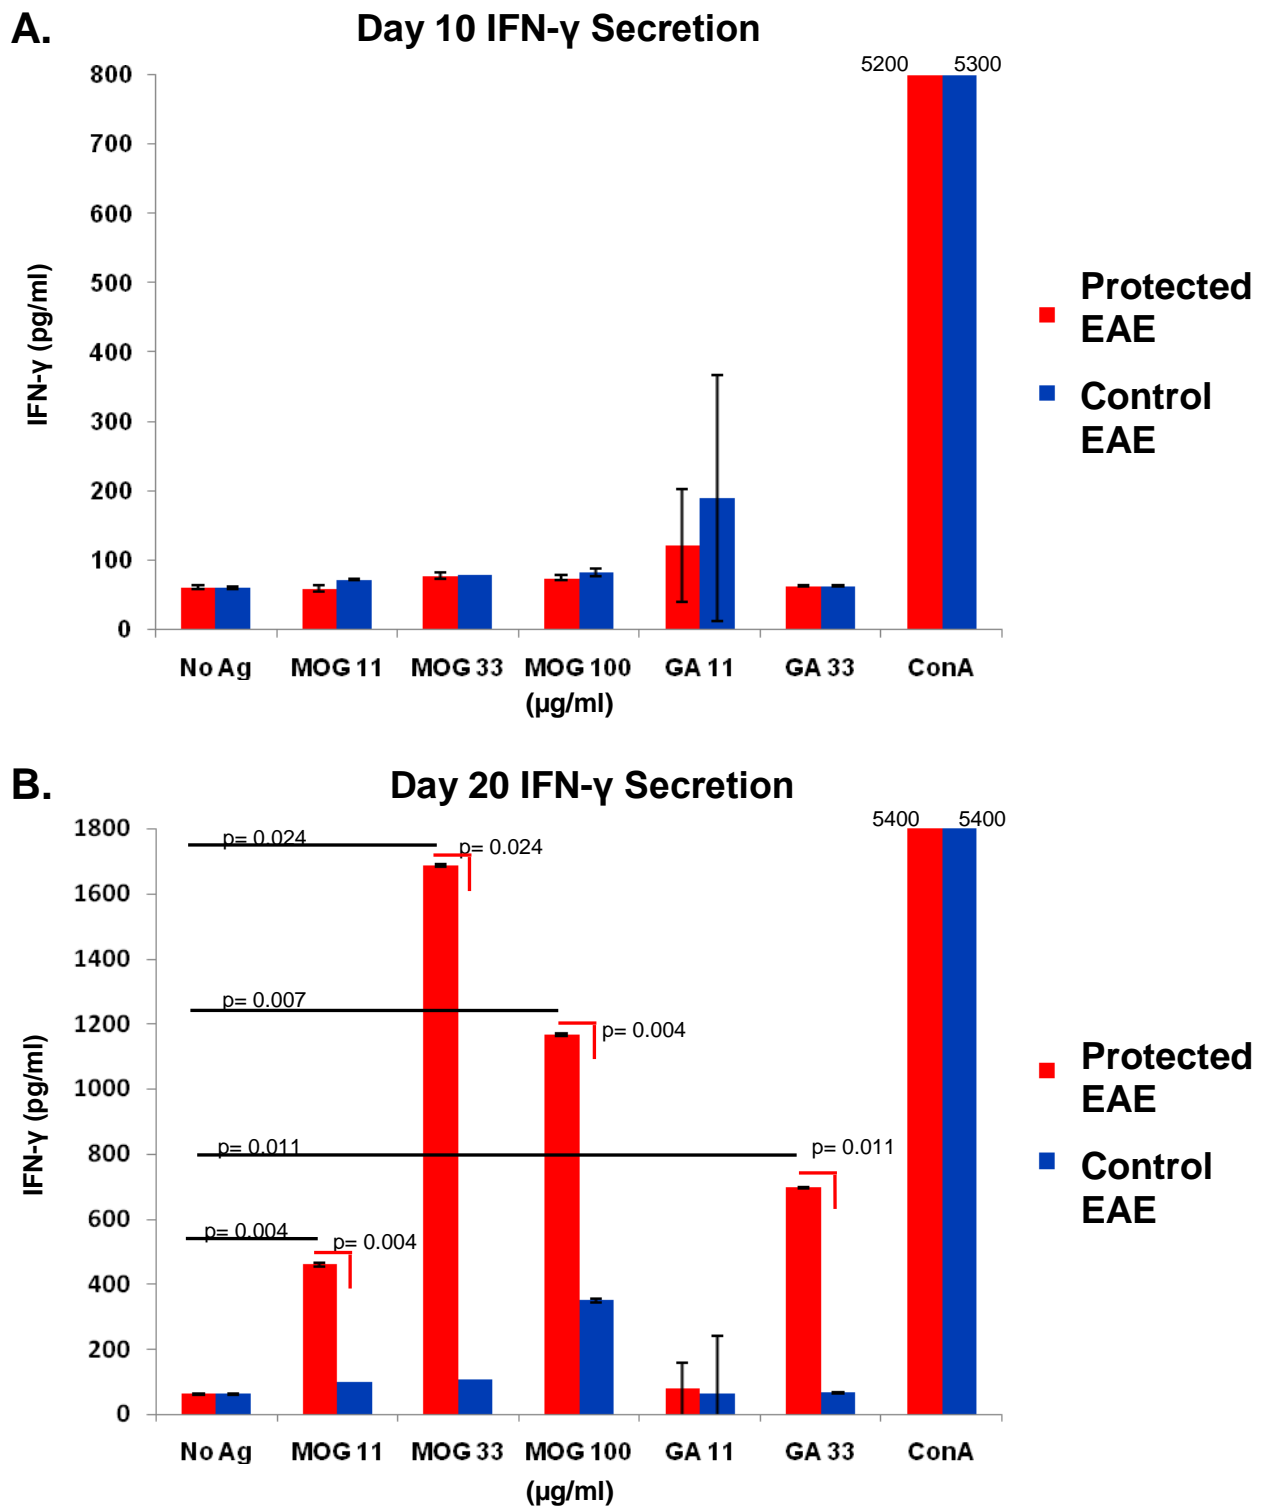 A.
Day 10 IFN-γ Secretion
5200 5300
800
700
600
500
400
300
200
100
0
IFN-γ (pg/ml)
No Ag MOG 11 MOG 33 MOG 100 GA 11 GA 33 ConA
(µg/ml)
Protected
EAE
Control
EAE
B.
Day 20 IFN-γ Secretion
5400 5400
1800
1600
1400
1200
1000
800
600
400
200
0
IFN-γ (pg/ml)
p= 0.024
p= 0.024
p= 0.007
p= 0.004
p= 0.011
p= 0.011
p= 0.004
p= 0.004
No Ag MOG 11 MOG 33 MOG 100 GA 11 GA 33 ConA
(µg/ml)
Protected
EAE
Control
EAE